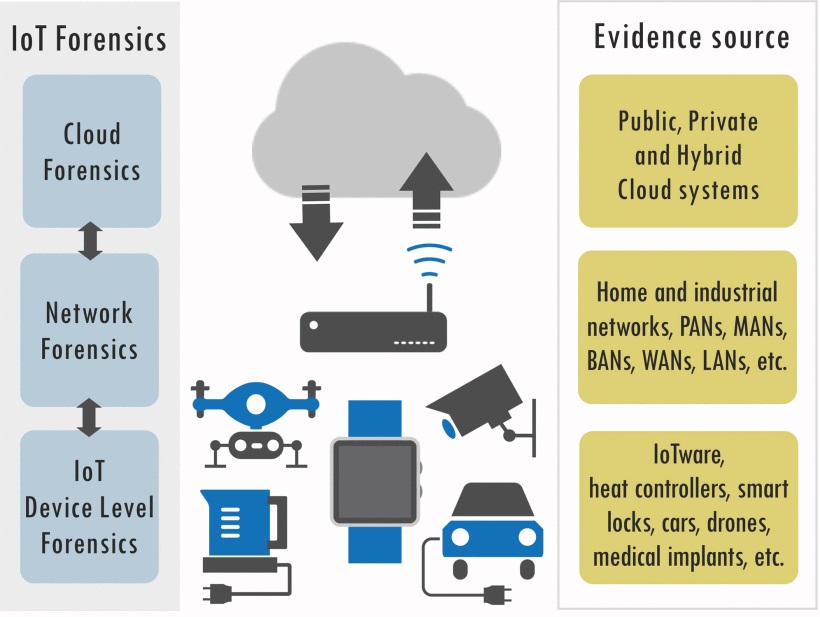 IoT Forensics
Cloud
Forensics
Network
Forensics
IoT
Device Level
Forensics
Evidence source
Public, Private
and Hybrid
Cloud systems
Home and industrial
networks, PANs, MANs,
BANs, WANs, LANs, etc.
IoTware,
heat controllers, smart
locks, cars, drones,
medical implants, etc.